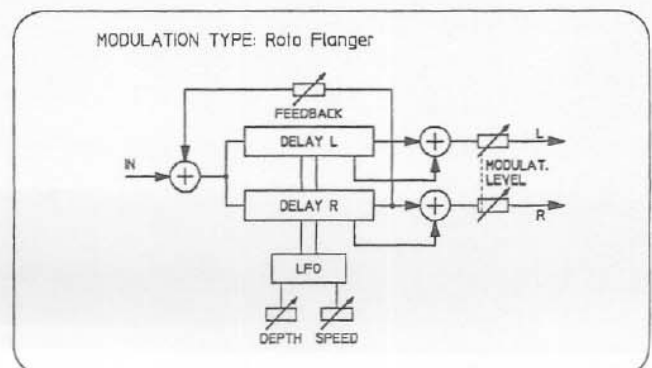 MODULATION TYPE: Roto Flanger
FEEDBACK
DELAY L
L
IN
MODULAT.
LEVEL
DELAY R
R
LFO
DEPTH SPEED